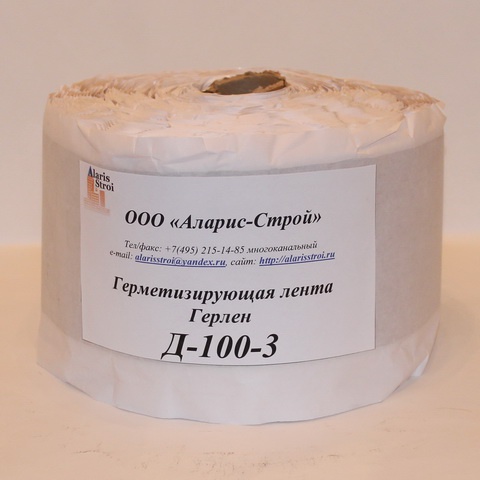 Alaris
Stroi
ООО «Аларис-Строй»
Тел/факс: +7(495) 215-14-85 многоканальный
e-mail: alarisstroi@yandex.ru, сайт: http://alarisstroi.ru
Герметизирующая лента
Герлен
Д-100-3